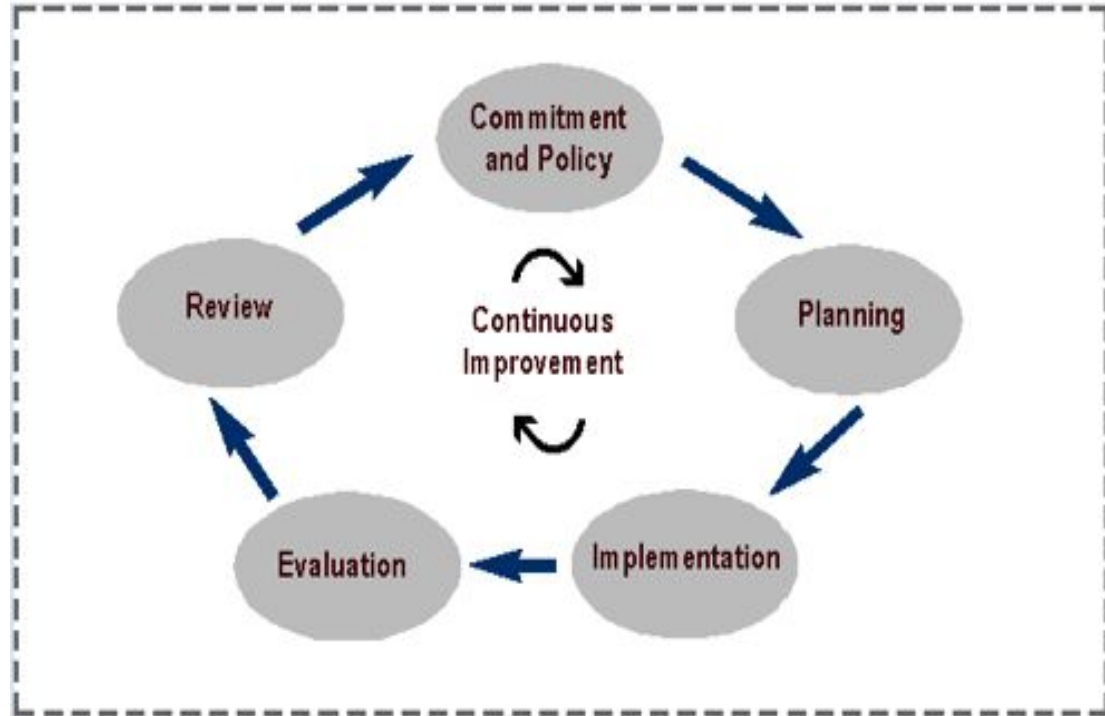 Commitment
and Policy
Planning
Implementation
Evaluation
Review
Continuous
Improvement